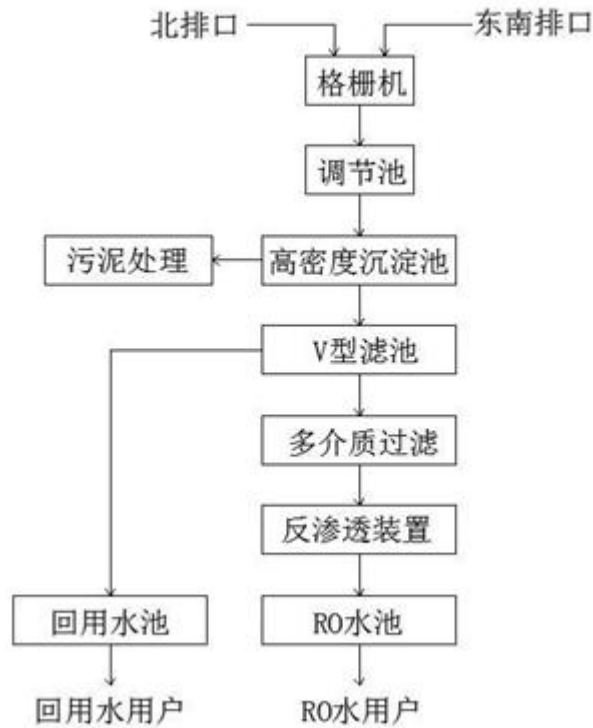 北排口
东南排口
格栅机
调节池
污泥处理
高密度沉淀池
V型滤池
多介质过滤
反渗透装置
回用水池
RO水池
回用水用户
RO水用户